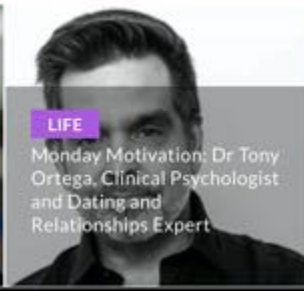 LIFE
Monday Motivation: Dr Tony
Ortega, Clinical Psychologist
and Dating and
Relationships Expert